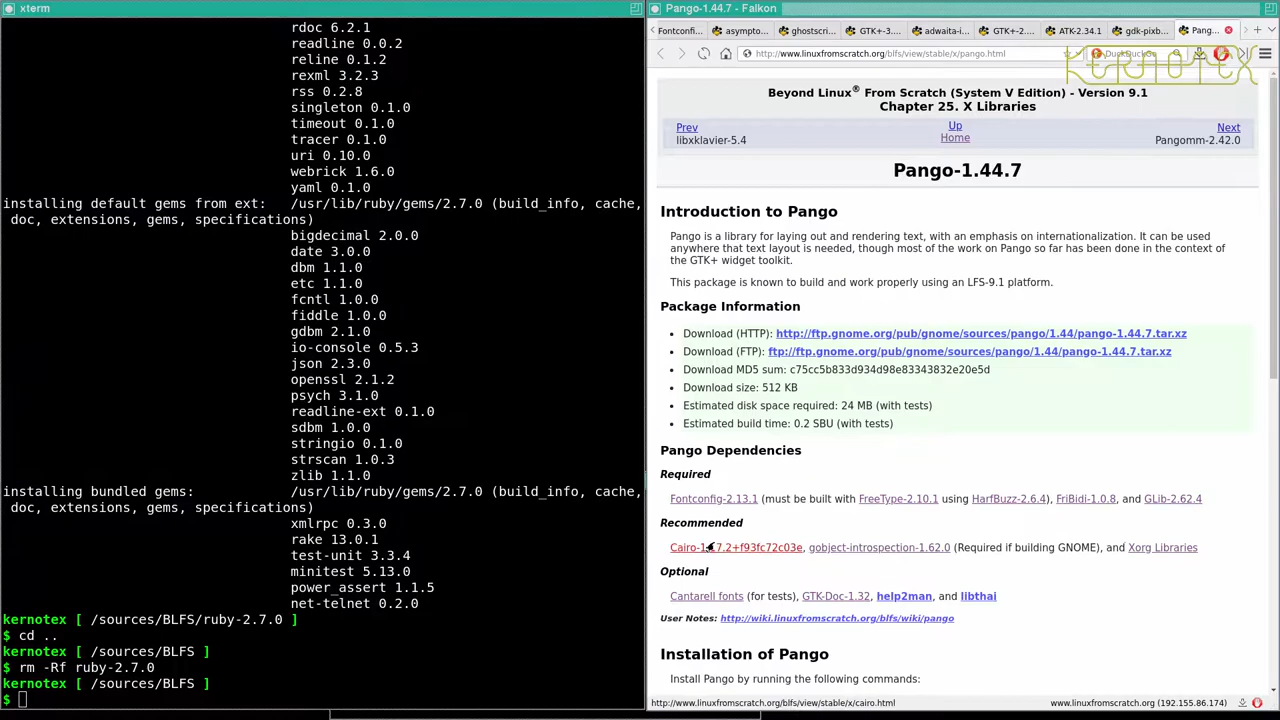 xterm
rdoc 6.2.1
readline 0.0.2
reline 0.1.2
rexml 3.2.3
rss 0.2.8
singleton 0.1.0
timeout 0.1.0
tracer 0.1.0
uri 0.10.0
webrick 1.6.0
yaml 0.1.0
installing default gems from ext:   /usr/lib/ruby/gems/2.7.0 (build_info, cache,
doc, extensions, gems, specifications)
bigdecimal 2.0.0
date 3.0.0
dbm 1.1.0
etc 1.1.0
fcntl 1.0.0
fiddle 1.0.0
gdbm 2.1.0
io-console 0.5.3
json 2.3.0
openssl 2.1.2
psych 3.1.0
readline-ext 0.1.0
sdbm 1.0.0
stringio 0.1.0
strscan 1.0.3
zlib 1.1.0
installing bundled gems:            /usr/lib/ruby/gems/2.7.0 (build_info, cache,
doc, extensions, gems, specifications)
xmlrpc 0.3.0
rake 13.0.1
test-unit 3.3.4
minitest 5.13.0
power_assert 1.1.5
net-telnet 0.2.0
kernotex [ /sources/BLFS/ruby-2.7.0 ]
$ cd ..
kernotex [ /sources/BLFS ]
$ rm -Rf ruby-2.7.0
kernotex [ /sources/BLFS ]
$
Pango-1.44.7 - Falkon
Fontconfi... asympto... ghostscri... GTK+-3.... adwaita-i... GTK+-2.... ATK-2.34.1 gdk-pixb... Pang...
http://www.linuxfromscratch.org/blfs/view/stable/x/pango.html DuckDuckGo
KERNOTEX
Beyond Linux® From Scratch (System V Edition) - Version 9.1
Chapter 25. X Libraries
Prev Up Next
libxklavier-5.4 Home Pangomm-2.42.0
Pango-1.44.7
Introduction to Pango
Pango is a library for laying out and rendering text, with an emphasis on internationalization. It can be used
anywhere that text layout is needed, though most of the work on Pango so far has been done in the context of
the GTK+ widget toolkit.
This package is known to build and work properly using an LFS-9.1 platform.
Package Information
Download (HTTP): http://ftp.gnome.org/pub/gnome/sources/pango/1.44/pango-1.44.7.tar.xz
Download (FTP): ftp://ftp.gnome.org/pub/gnome/sources/pango/1.44/pango-1.44.7.tar.xz
Download MD5 sum: c75cc5b833d934d98e83343832e20e5d
Download size: 512 KB
Estimated disk space required: 24 MB (with tests)
Estimated build time: 0.2 SBU (with tests)
Pango Dependencies
Required
Fontconfig-2.13.1 (must be built with FreeType-2.10.1 using HarfBuzz-2.6.4), FriBidi-1.0.8, and GLib-2.62.4
Recommended
Cairo-1.17.2+f93fc72c03e, gobject-introspection-1.62.0 (Required if building GNOME), and Xorg Libraries
Optional
Cantarell fonts (for tests), GTK-Doc-1.32, help2man, and libthai
User Notes: http://wiki.linuxfromscratch.org/blfs/wiki/pango
Installation of Pango
Install Pango by running the following commands:
http://www.linuxfromscratch.org/blfs/view/stable/x/cairo.html www.linuxfromscratch.org (192.155.86.174)